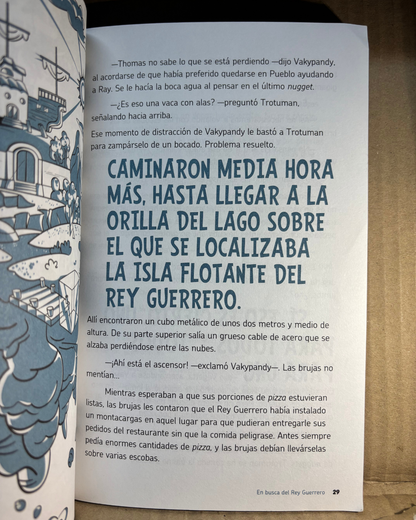 —Thomas no sabe lo que se está perdiendo —dijo Vakypandy,
al acordarse de que había preferido quedarse en Pueblo ayudando
a Ray. Se le hacía la boca agua al pensar en el último nugget.
—¿Es eso una vaca con alas? —preguntó Trotuman,
señalando hacia arriba.
Ese momento de distracción de Vakypandy le bastó a Trotuman
para zampárselo de un bocado. Problema resuelto.
CAMINARON MEDIA HORA
MÁS, HASTA LLEGAR A LA
ORILLA DEL LAGO SOBRE
EL QUE SE LOCALIZABA
LA ISLA FLOTANTE DEL
REY GUERRERO.
Allí encontraron un cubo metálico de unos dos metros y medio de
altura. De su parte superior salía un grueso cable de acero que se
alzaba perdiéndose entre las nubes.
—¡Ahí está el ascensor! —exclamó Vakypandy—. Las brujas no
mentían...
Mientras esperaban a que sus porciones de pizza estuvieran
listas, las brujas les contaron que el Rey Guerrero había instalado
un montacargas en aquel lugar para que pudieran entregarle sus
pedidos del restaurante sin que la comida peligrase. Antes siempre
pedía enormes cantidades de pizza, y las brujas debían llevárselas
sobre varias escobas.
En busca del Rey Guerrero 29